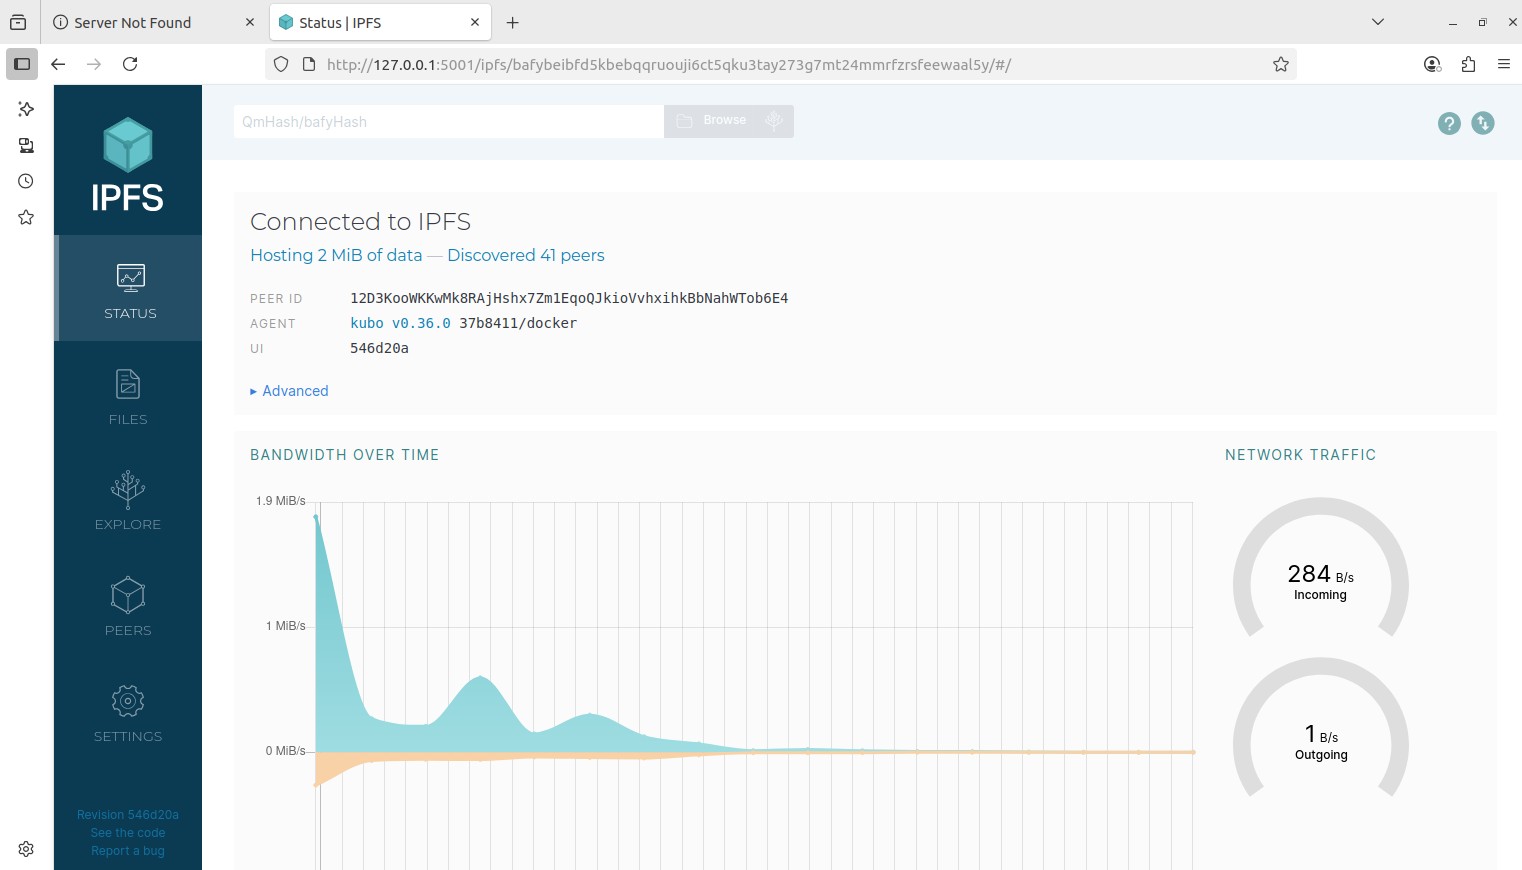 Server Not Found
Status | IPFS
http://127.0.0.1:5001/ipfs/bafybeibfd5kbebqqruouji6ct5qku3tay273g7mt24mmrfzrsfeewaal5y/#/
QmHash/bafyHash
Browse
?
IPFS
STATUS
FILES
EXPLORE
PEERS
SETTINGS
Revision 546d20a
See the code
Report a bug
Connected to IPFS
Hosting 2 MiB of data — Discovered 41 peers
PEER ID 12D3KooWKKwMk8RAjHshx7Zm1EqoQJkioVvhxihkBbNahWTob6E4
AGENT kubo v0.36.0 37b8411/docker
UI 546d20a
▸ Advanced
BANDWIDTH OVER TIME
1.9 MiB/s
1 MiB/s
0 MiB/s
NETWORK TRAFFIC
284 B/s
Incoming
1 B/s
Outgoing